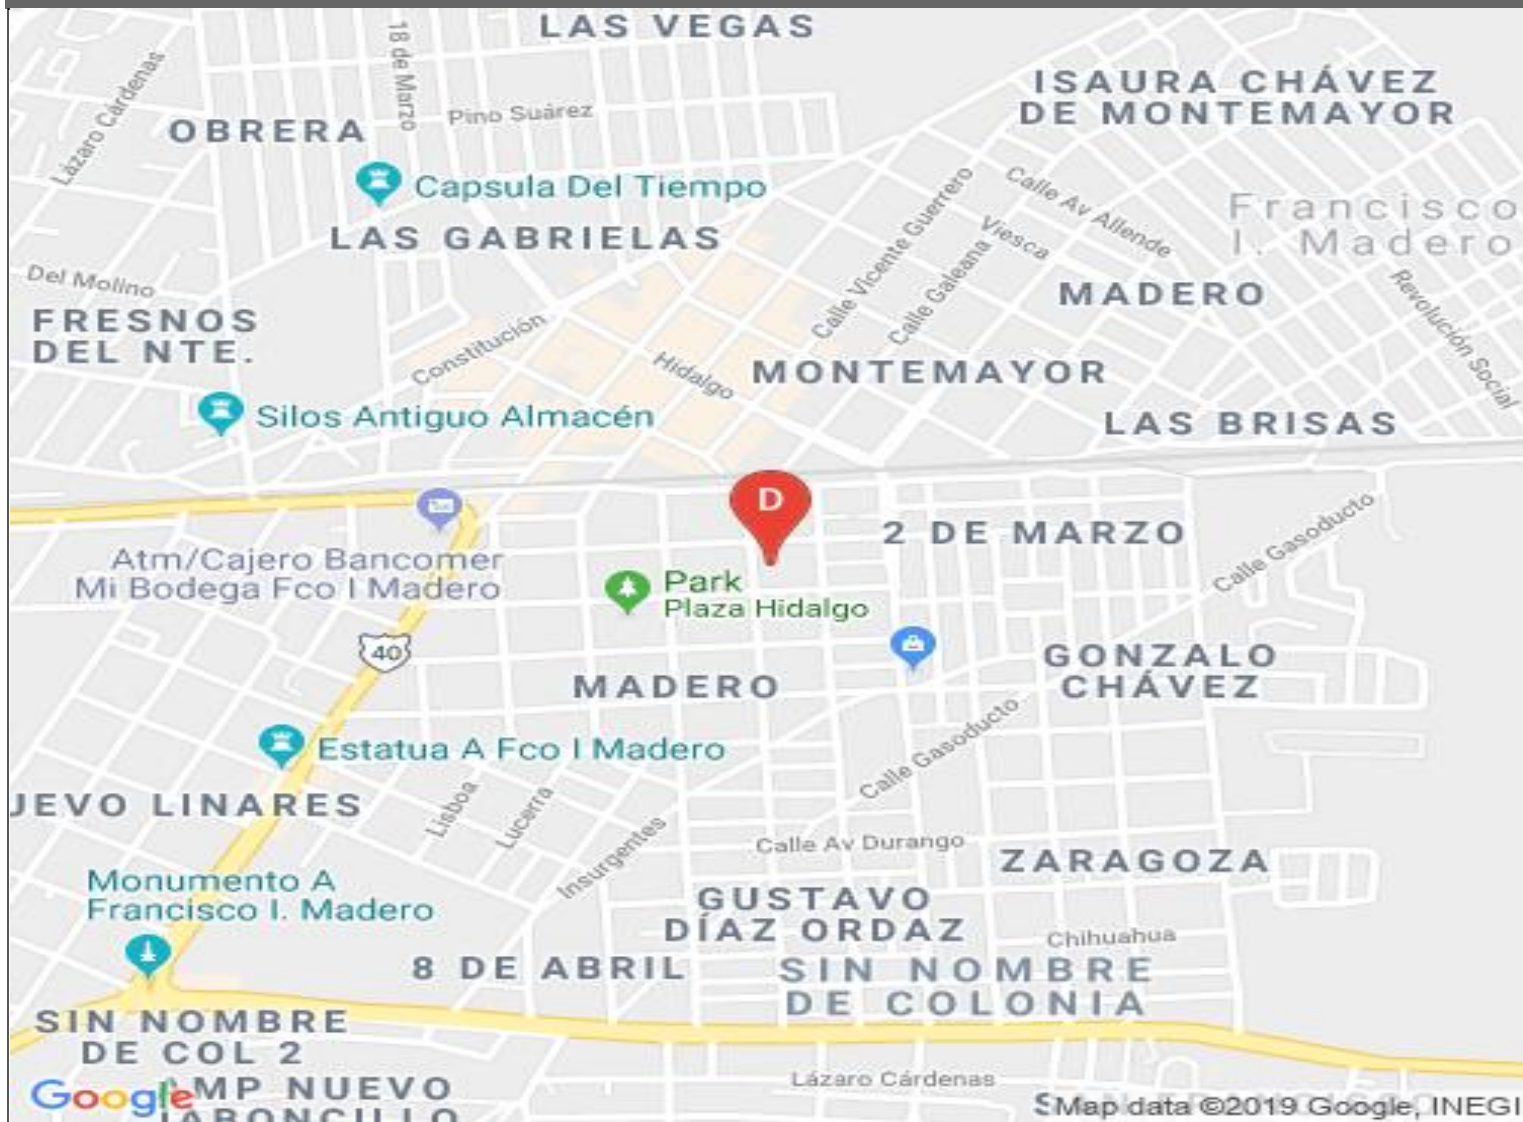 LAS VEGAS
18 de Marzo
Lázaro Cárdenas
ISAURA CHÁVEZ
DE MONTEMAYOR
Pino Suárez
OBRERA
Capsula Del Tiempo
Calle Vicente Guerrero
Calle Av Allende
Francisco
I. Madero
LAS GABRIELAS
Viesca
Calle Galeana
Del Molino
MADERO
Revolución Social
FRESNOS
DEL NTE.
Constitución
Hidalgo
MONTEMAYOR
Silos Antiguo Almacén
LAS BRISAS
D
2 DE MARZO
Calle Gasoducto
Atm/Cajero Bancomer
Mi Bodega Fco I Madero
Park
Plaza Hidalgo
40
GONZALO
CHÁVEZ
MADERO
Calle Gasoducto
Estatua A Fco I Madero
UEVO LINARES
Lisboa
Lucerra
Insurgentes
Calle Av Durango
ZARAGOZA
Monumento A
Francisco I. Madero
GUSTAVO
DÍAZ ORDAZ
Chihuahua
8 DE ABRIL
SIN NOMBRE
DE COLONIA
SIN NOMBRE
DE COL 2
Lázaro Cárdenas
Google
AMP NUEVO
Map data ©2019 Google, INEGI